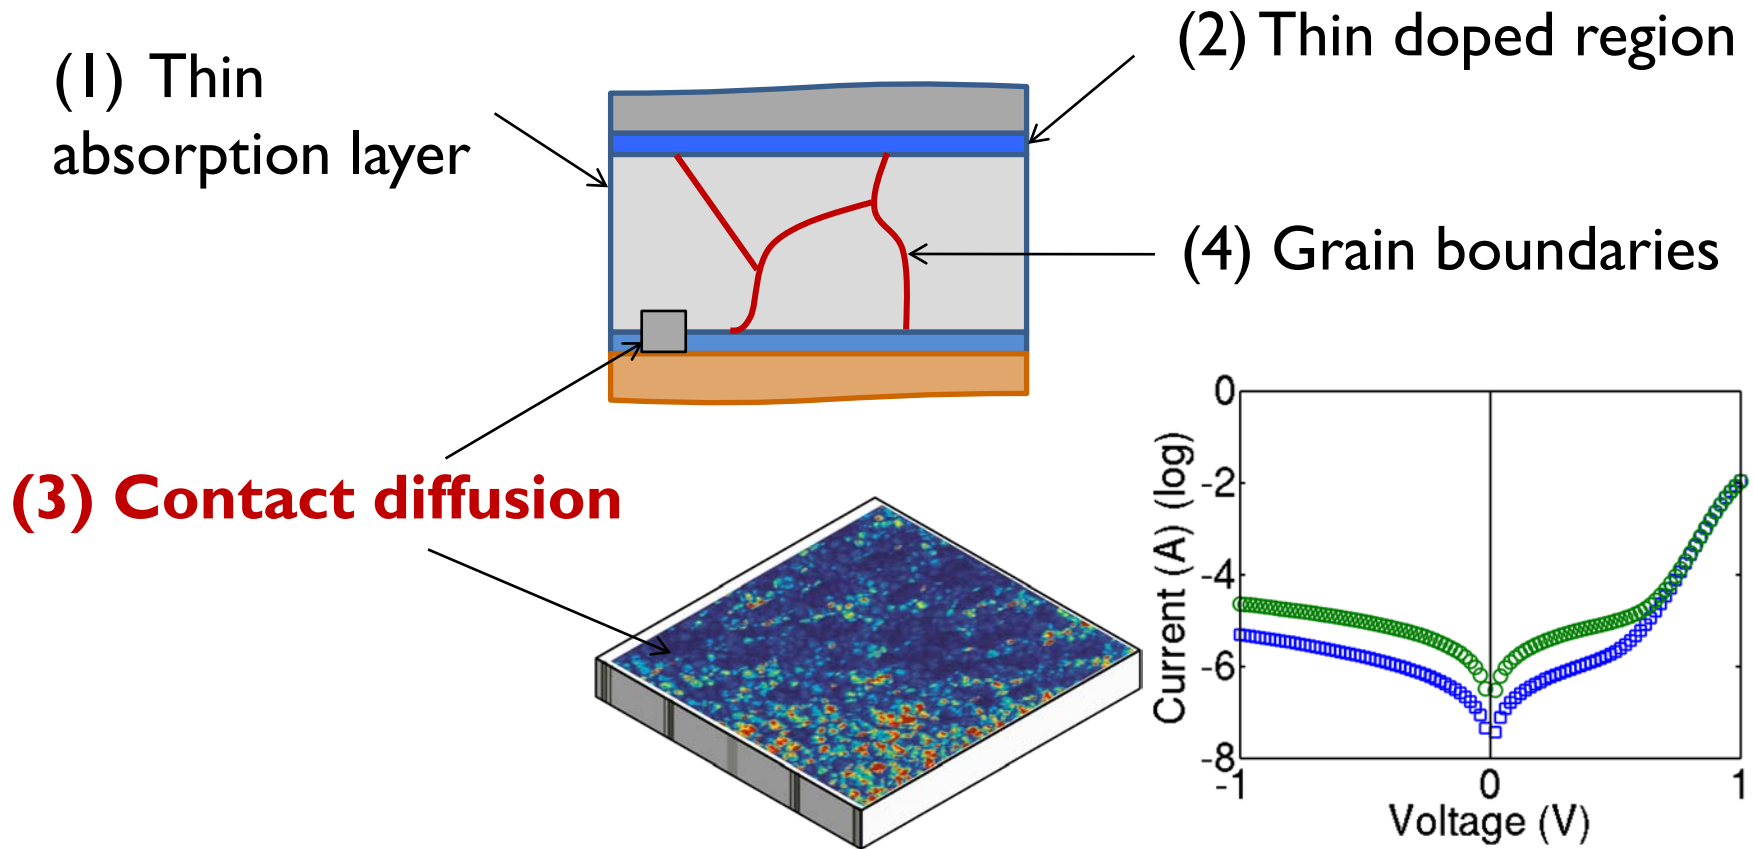 (1) Thin
absorption layer
(2) Thin doped region
(4) Grain boundaries
(3) Contact diffusion
0
-2
-4
-6
-8
Current (A) (log)
-1 0 1
Voltage (V)